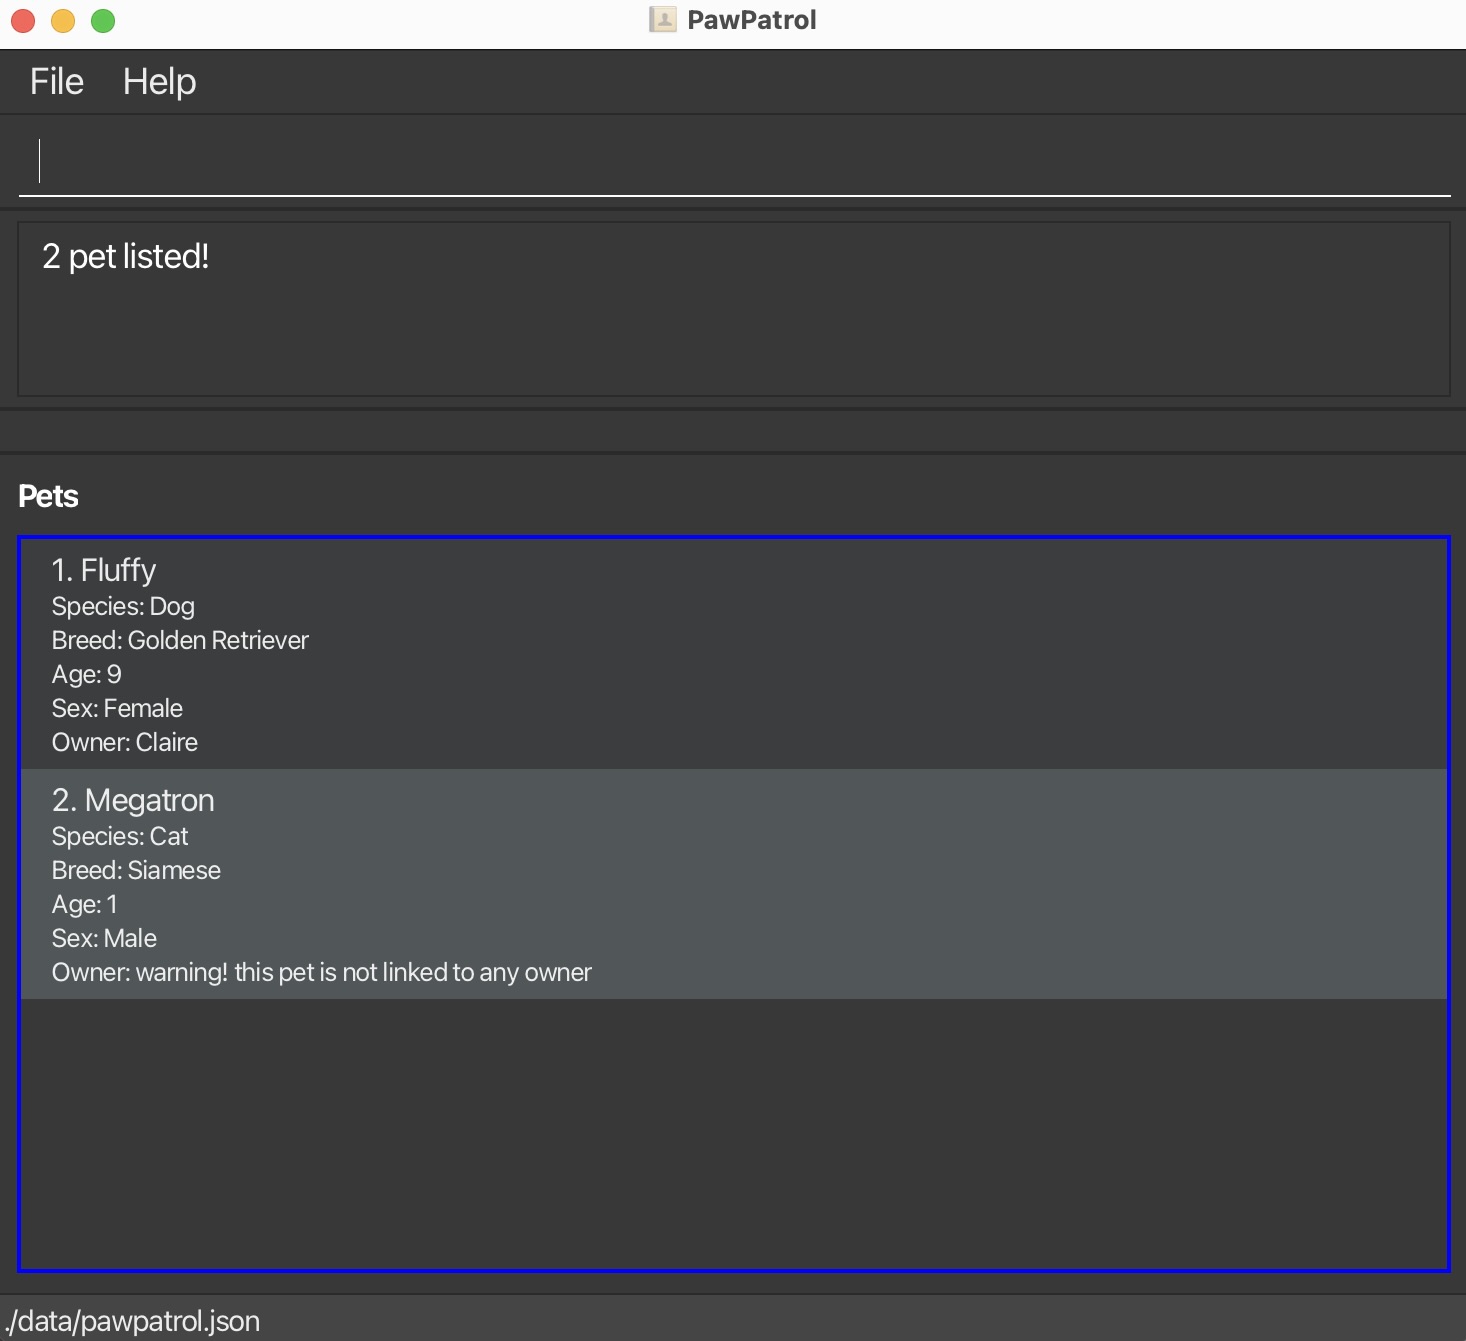 PawPatrol
File Help
2 pet listed!
Pets
1. Fluffy
Species: Dog
Breed: Golden Retriever
Age: 9
Sex: Female
Owner: Claire
2. Megatron
Species: Cat
Breed: Siamese
Age: 1
Sex: Male
Owner: warning! this pet is not linked to any owner
./data/pawpatrol.json